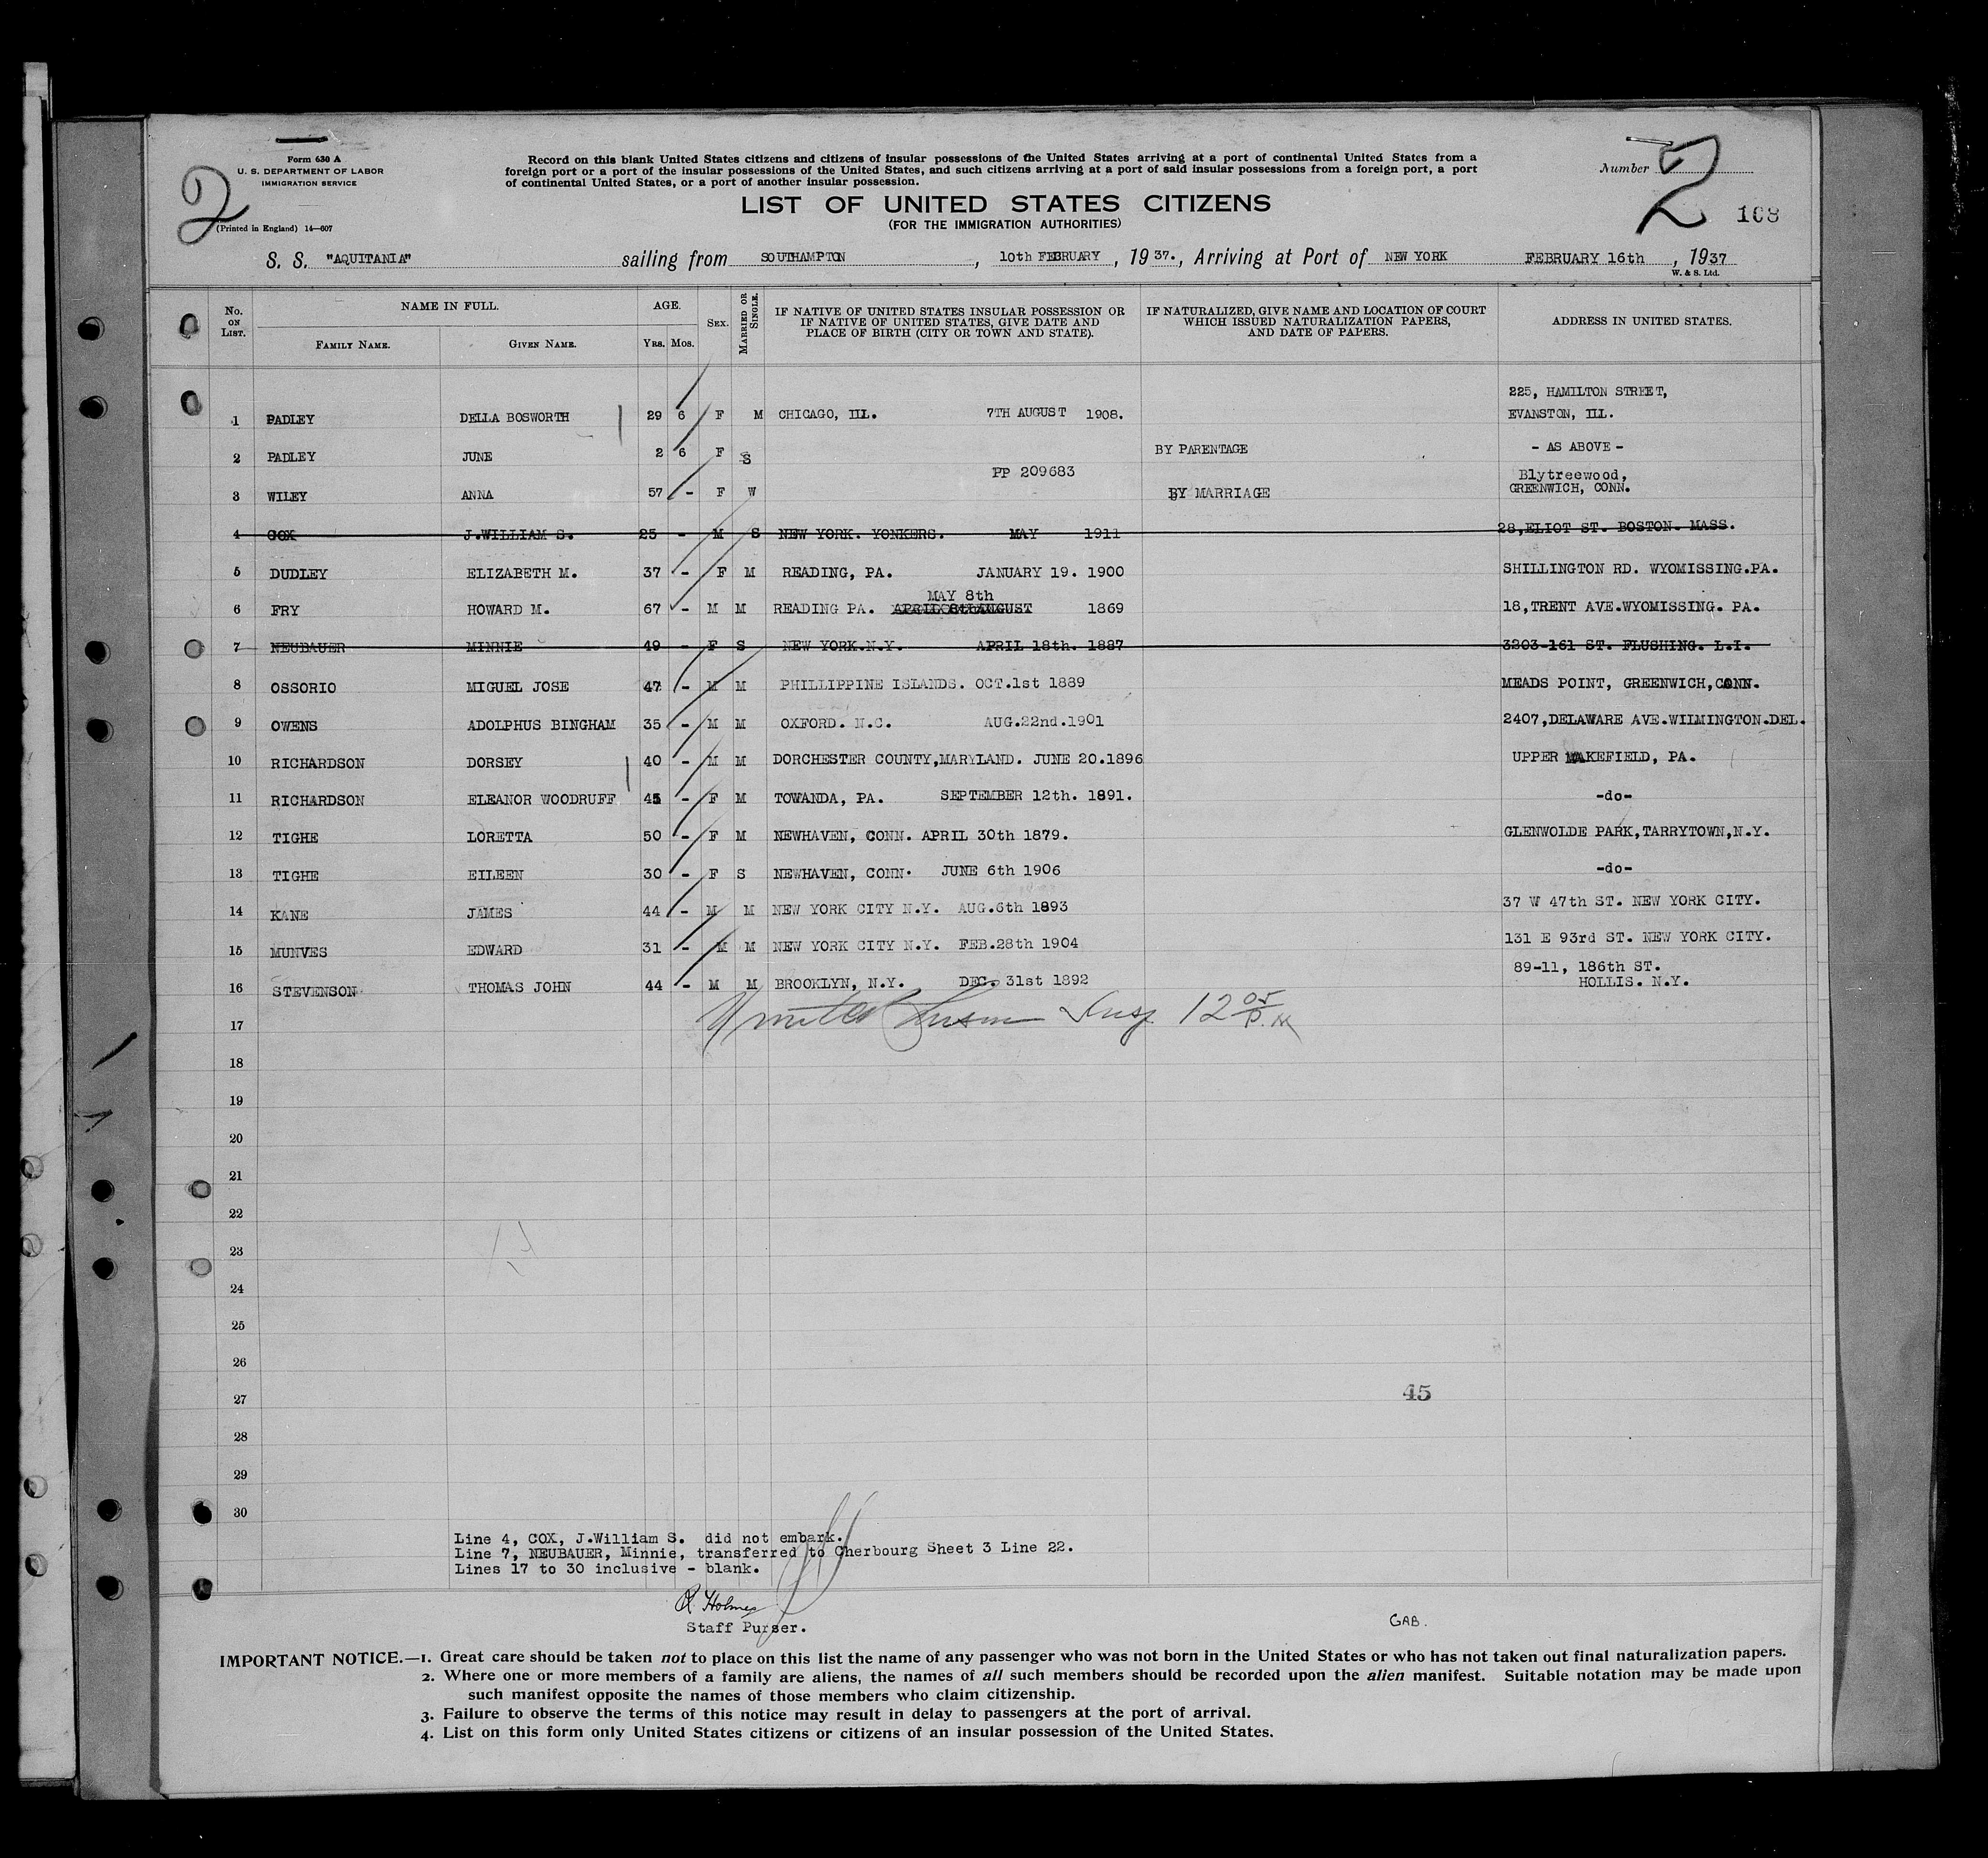 Form 630 A
U. S. DEPARTMENT OF LABOR
IMMIGRATION SERVICE
(Printed in England) 14—607
2
Record on this blank United States citizens and citizens of insular possessions of the United States arriving at a port of continental United States from a
foreign port or a port of the insular possessions of the United States, and such citizens arriving at a port of said insular possessions from a foreign port, a port
of continental United States, or a port of another insular possession.
Number 2
168
LIST OF UNITED STATES CITIZENS
(FOR THE IMMIGRATION AUTHORITIES)
S. S. "AQUITANIA" sailing from SOUTHAMPTON, 10th FEBRUARY, 1937., Arriving at Port of NEW YORK FEBRUARY 16th, 1937
W. & S. Ltd.
No. ON LIST. NAME IN FULL. FAMILY NAME. GIVEN NAME. AGE. YRS. MOS. SEX. MARRIED OR SINGLE. IF NATIVE OF UNITED STATES INSULAR POSSESSION OR IF NATIVE OF UNITED STATES, GIVE DATE AND PLACE OF BIRTH (CITY OR TOWN AND STATE). IF NATURALIZED, GIVE NAME AND LOCATION OF COURT WHICH ISSUED NATURALIZATION PAPERS, AND DATE OF PAPERS. ADDRESS IN UNITED STATES.
225, HAMILTON STREET,
1 PADLEY DELLA BOSWORTH 29 6 F M CHICAGO, ILL. 7TH AUGUST 1908. EVANSTON, ILL.
2 PADLEY JUNE 2 6 F S BY PARENTAGE - AS ABOVE -
PP 209683 Blytreewood,
3 WILEY ANNA 57 - F W BY MARRIAGE GREENWICH, CONN.
4 COX J.WILLIAM S. 25 - M S NEW YORK. YONKERS. MAY 1911 28,ELIOT ST. BOSTON. MASS.
5 DUDLEY ELIZABETH M. 37 - F M READING, PA. JANUARY 19. 1900 SHILLINGTON RD. WYOMISSING.PA.
MAY 8th
6 FRY HOWARD M. 67 - M M READING PA. 1869 18,TRENT AVE.WYOMISSING. PA.
7 NEUBAUER MINNIE 49 - F S NEW YORK.N.Y. APRIL 18th. 1887 3203-161 ST. FLUSHING. L.I.
8 OSSORIO MIGUEL JOSE 47 - M M PHILLIPPINE ISLANDS. OCT.1st 1889 MEADS POINT, GREENWICH,CONN.
9 OWENS ADOLPHUS BINGHAM 35 - M M OXFORD. N.C. AUG.22nd.1901 2407,DELAWARE AVE.WILMINGTON.DEL.
10 RICHARDSON DORSEY 40 - M M DORCHESTER COUNTY,MARYLAND. JUNE 20.1896 UPPER MAKEFIELD, PA.
11 RICHARDSON ELEANOR WOODRUFF 45 - F M TOWANDA, PA. SEPTEMBER 12th. 1891. -do-
12 TIGHE LORETTA 50 - F M NEWHAVEN, CONN. APRIL 30th 1879. GLENWOLDE PARK,TARRYTOWN,N.Y.
13 TIGHE EILEEN 30 - F S NEWHAVEN, CONN. JUNE 6th 1906 -do-
14 KANE JAMES 44 - M M NEW YORK CITY N.Y. AUG.6th 1893 37 W 47th ST. NEW YORK CITY.
15 MUNVES EDWARD 31 - M M NEW YORK CITY N.Y. FEB.28th 1904 131 E 93rd ST. NEW YORK CITY.
89-11, 186th ST.
16 STEVENSON THOMAS JOHN 44 - M M BROOKLYN, N.Y. DEC. 31st 1892 HOLLIS. N.Y.
17 Insp 12 05 P.M
18
19
20
21
22
23
24
25
26
27 45
28
29
30
Line 4, COX, J.William S. did not embark.
Line 7, NEUBAUER, Minnie, transferred to Cherbourg Sheet 3 Line 22.
Lines 17 to 30 inclusive - blank.
R Holmes
Staff Purser.
GAB.
IMPORTANT NOTICE.—1. Great care should be taken not to place on this list the name of any passenger who was not born in the United States or who has not taken out final naturalization papers.
2. Where one or more members of a family are aliens, the names of all such members should be recorded upon the alien manifest. Suitable notation may be made upon
such manifest opposite the names of those members who claim citizenship.
3. Failure to observe the terms of this notice may result in delay to passengers at the port of arrival.
4. List on this form only United States citizens or citizens of an insular possession of the United States.